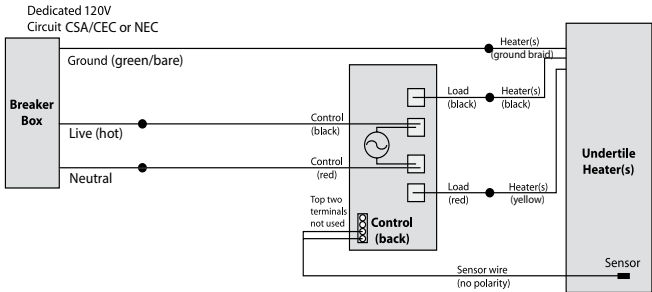 Dedicated 120V
Circuit CSA/CEC or NEC
Ground (green/bare)
Heater(s)
(ground braid)
Breaker
Box
Load
(black)
Heater(s)
(black)
Control
(black)
Live (hot)
Control
(red)
Neutral
Undertile
Heater(s)
Load
(red)
Heater(s)
(yellow)
Top two
terminals
not used
Control
(back)
Sensor wire
(no polarity)
Sensor